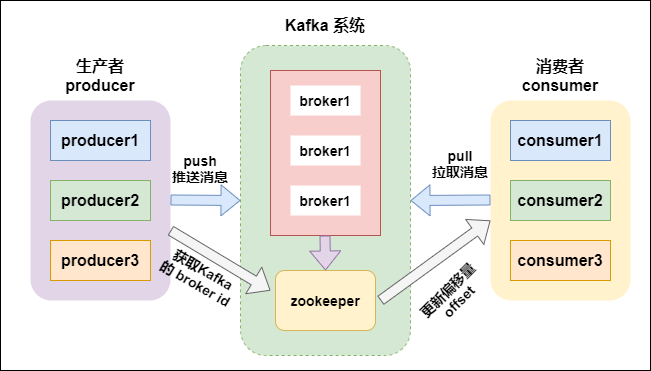 Kafka 系统
生产者
producer
producer1
producer2
producer3
push
推送消息
获取Kafka
的 broker id
broker1
broker1
broker1
zookeeper
pull
拉取消息
更新偏移量
offset
消费者
consumer
consumer1
consumer2
consumer3